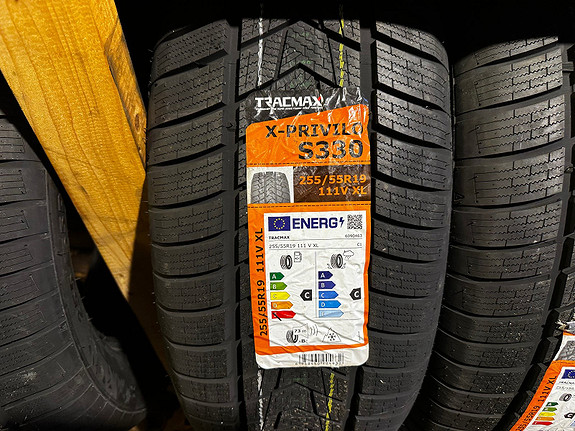 TRACMAX
X-PRIVILO
S330
255/55R19
111V XL
ENERG
TRACMAX
255/55R19 111 V XL
C1
A
B
C
D
E
C
A
B
C
D
E
C
73
B
255/55R19 111V XL